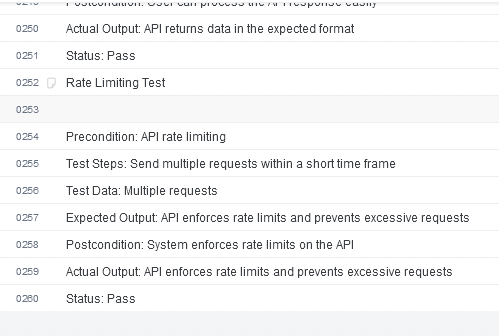 0249 Postcondition: User can process the API response easily
0250 Actual Output: API returns data in the expected format
0251 Status: Pass
0252 Rate Limiting Test
0253
0254 Precondition: API rate limiting
0255 Test Steps: Send multiple requests within a short time frame
0256 Test Data: Multiple requests
0257 Expected Output: API enforces rate limits and prevents excessive requests
0258 Postcondition: System enforces rate limits on the API
0259 Actual Output: API enforces rate limits and prevents excessive requests
0260 Status: Pass